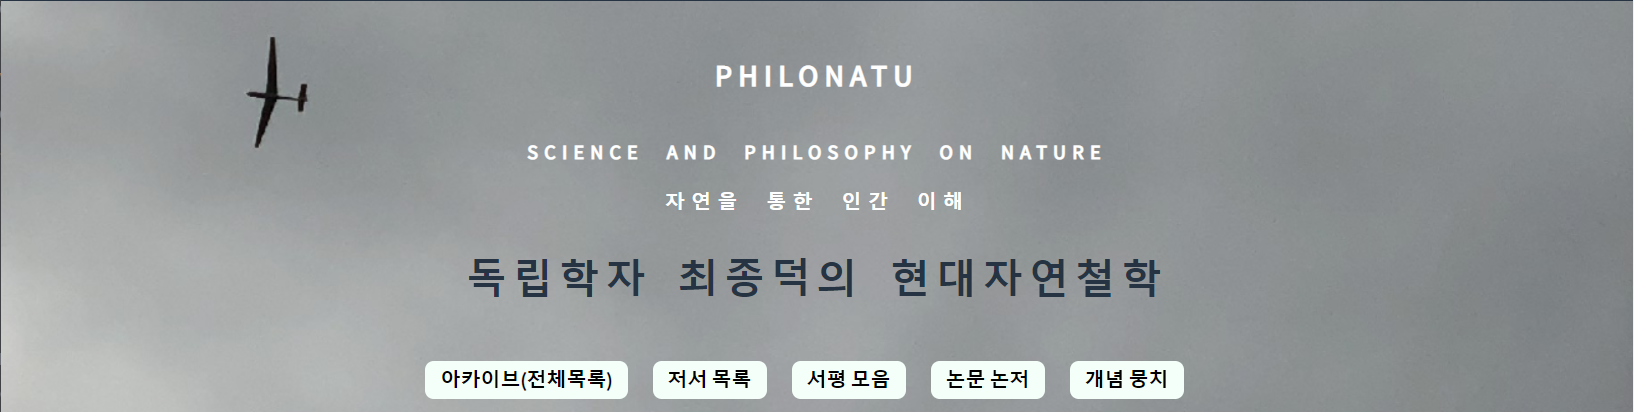 PHILONATU
SCIENCE AND PHILOSOPHY ON NATURE
자연을 통한 인간 이해
독립학자 최종덕의 현대자연철학
아카이브(전체목록) 저서 목록 서평 모음 논문 논저 개념 뭉치